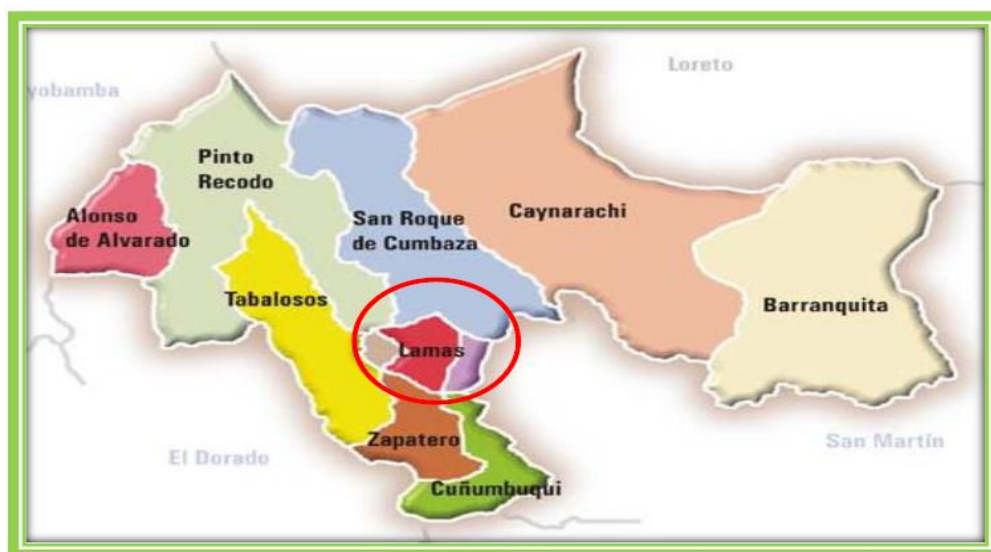 Loreto
yobamba
Pinto
Recodo
Alonso
de Alvarado
San Roque
de Cumbaza
Caynarachi
Tabalosos
Barranquita
Lamas
Zapatero
San Martín
El Dorado
Cuñumbuqui